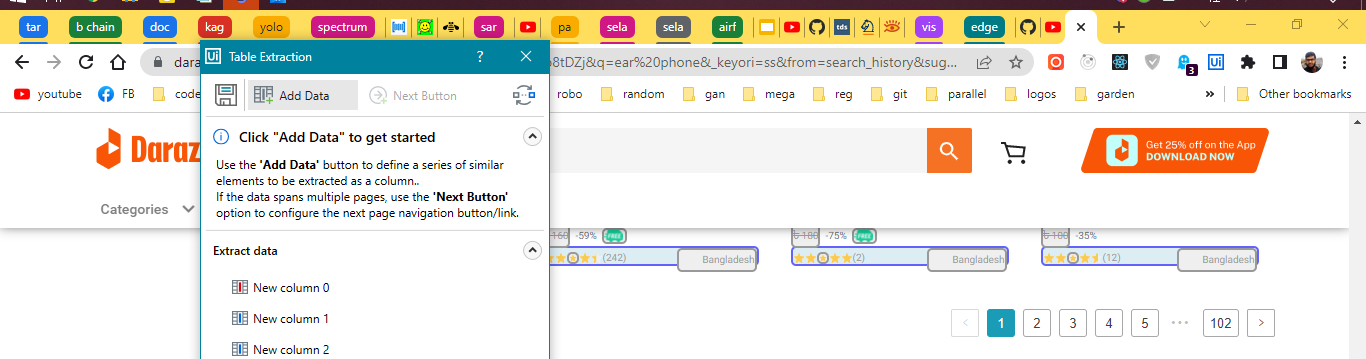 tar b chain doc kag yolo spectrum sar pa sela sela airf tds vis edge
Table Extraction ? ×
dara 8tDZj&q=ear%20phone&_keyori=ss&from=search_history&sug...
3
Ui
Add Data Next Button
youtube FB code robo random gan mega reg git parallel logos garden » Other bookmarks
Click "Add Data" to get started
Use the 'Add Data' button to define a series of similar
elements to be extracted as a column..
If the data spans multiple pages, use the 'Next Button'
option to configure the next page navigation button/link.
Extract data
New column 0
New column 1
New column 2
Daraz
Get 25% off on the App
DOWNLOAD NOW
Categories
৳ 160 -59% FREE
(242) Bangladesh
-75% FREE
(2) Bangladesh
-35%
(12) Bangladesh
< 1 2 3 4 5 ··· 102 >